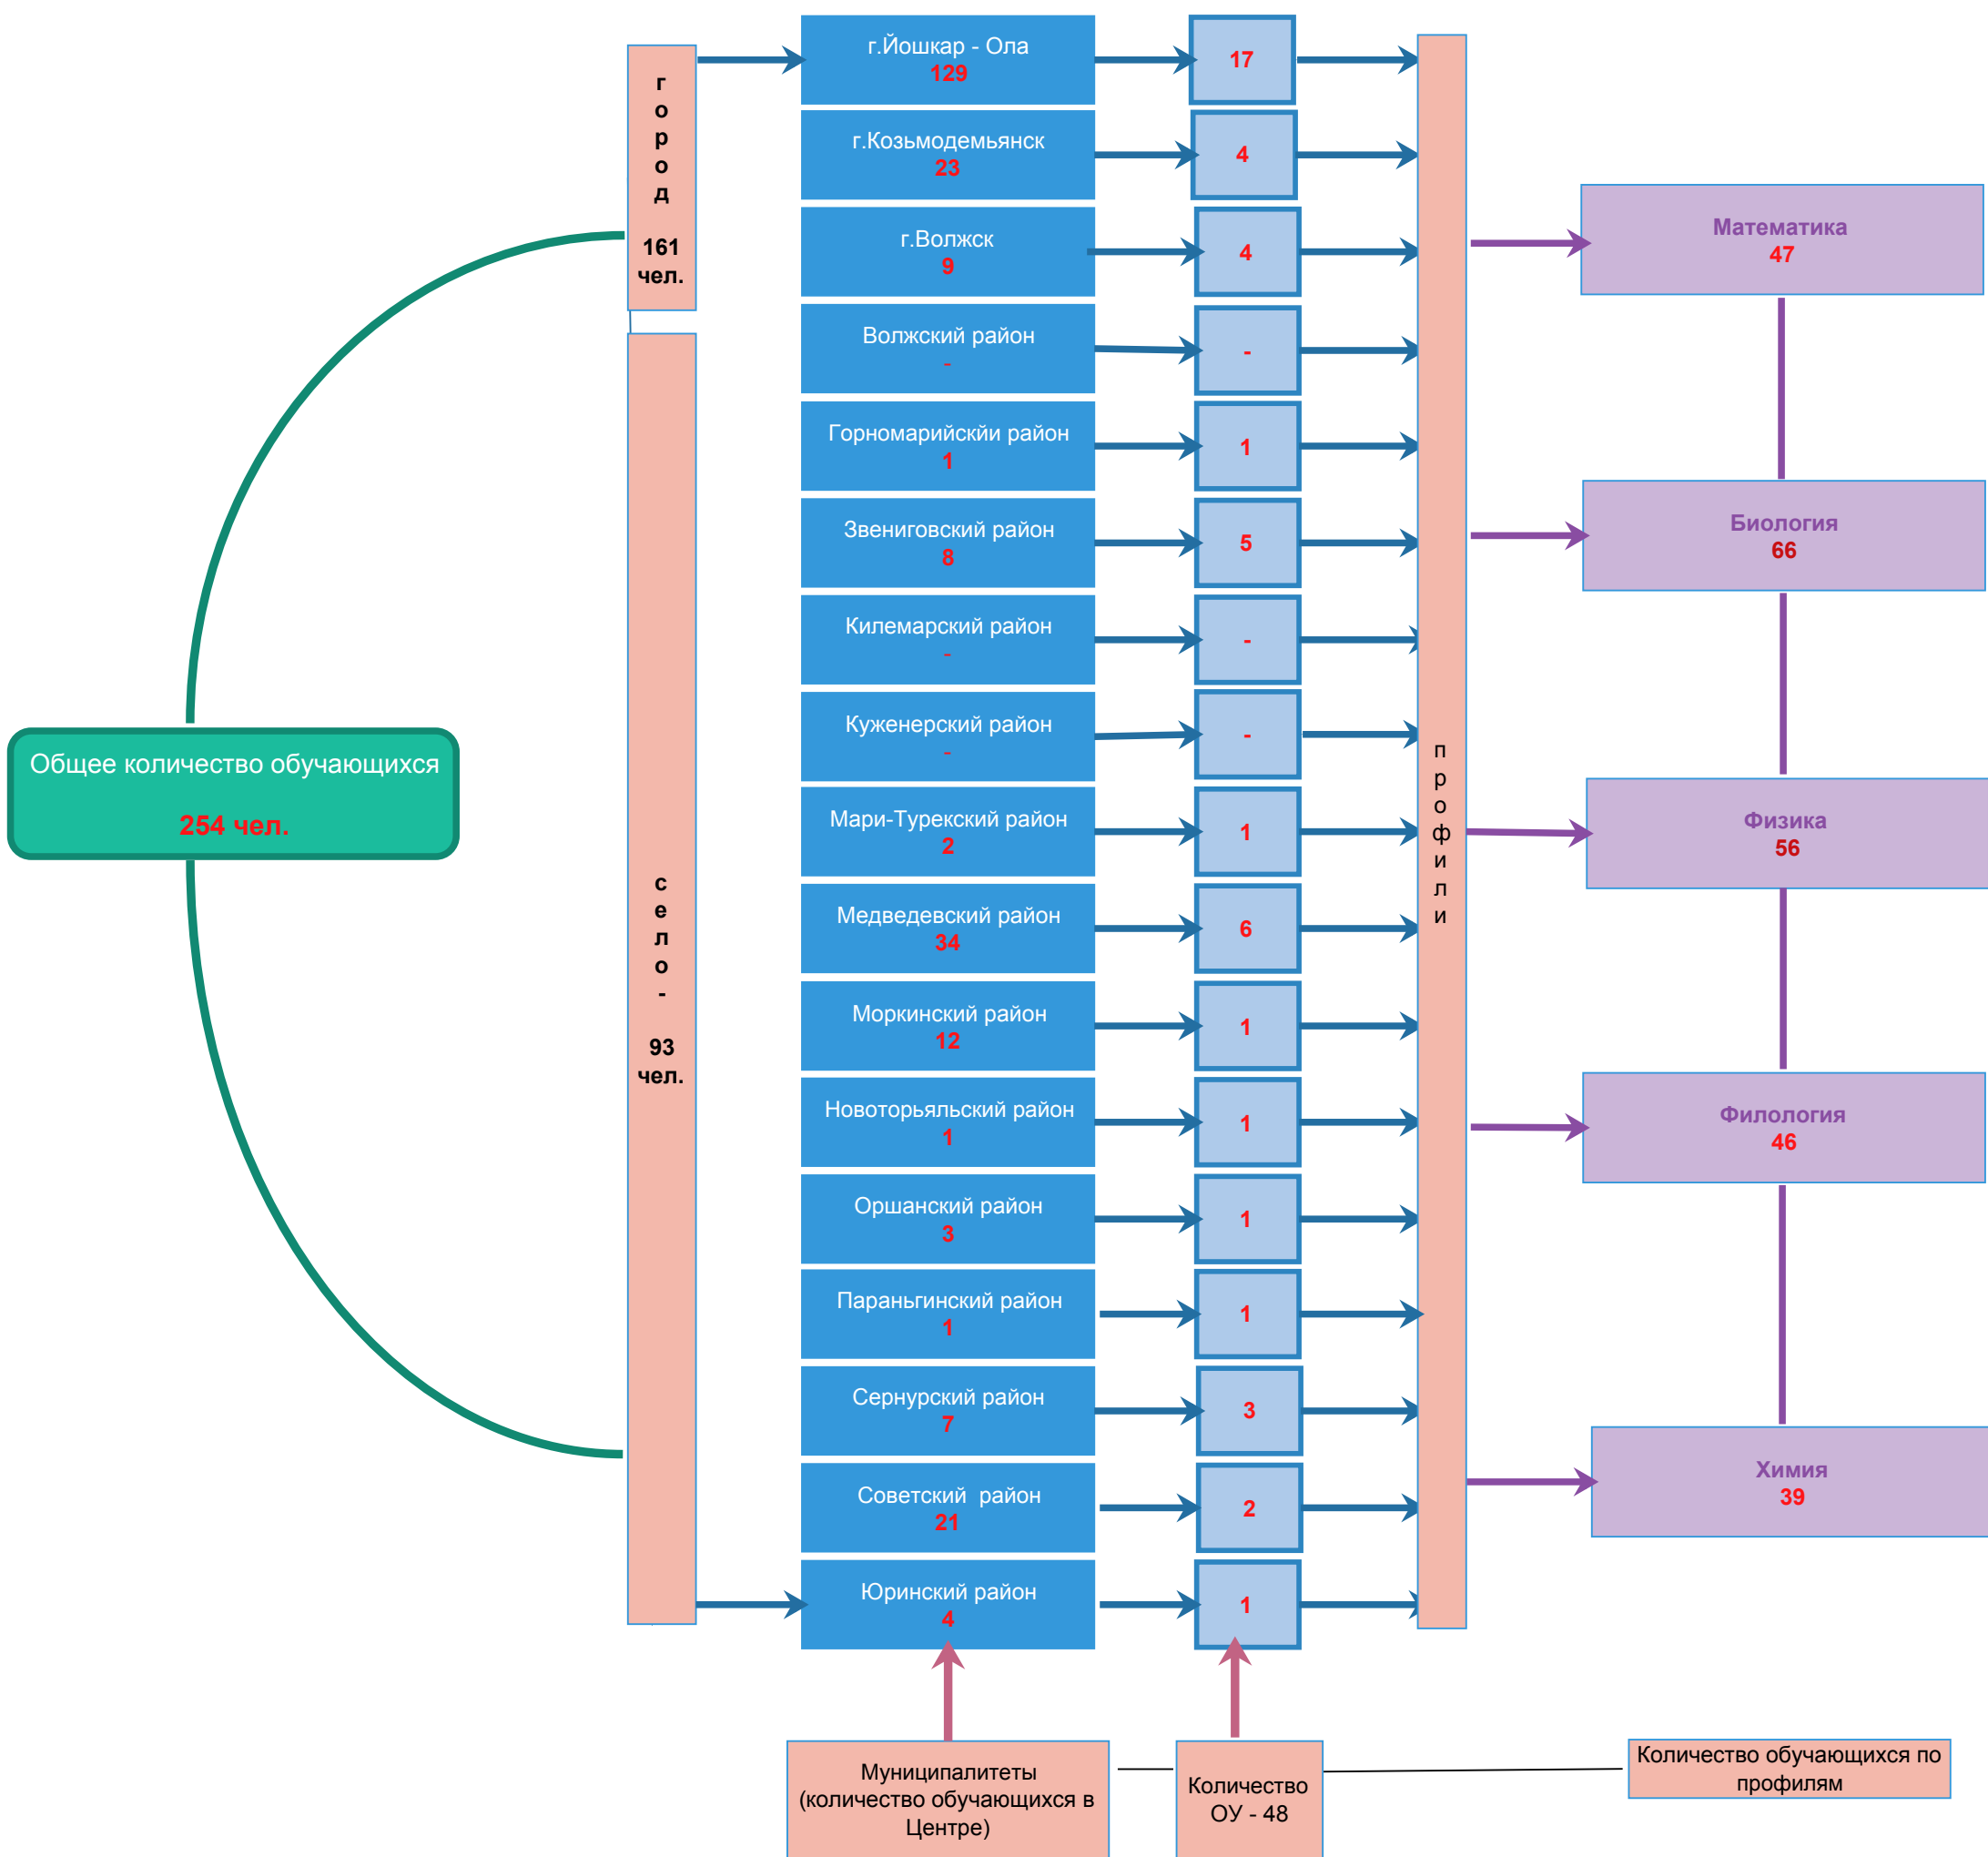 Общее количество обучающихся
254 чел.
г
о
р
о
д
161
чел.
с
е
л
о
-
93
чел.
г.Йошкар - Ола
129
17
г.Козьмодемьянск
23
4
г.Волжск
9
4
Волжский район
-
-
Горномарийскйи район
1
1
Звениговский район
8
5
Килемарский район
-
-
Куженерский район
-
-
Мари-Турекский район
2
1
Медведевский район
34
6
Моркинский район
12
1
Новоторьяльский район
1
1
Оршанский район
3
1
Параньгинский район
1
1
Сернурский район
7
3
Советский  район
21
2
Юринский район
4
1
п
р
о
ф
и
л
и
Математика
47
Биология
66
Физика
56
Филология
46
Химия
39
Муниципалитеты
(количество обучающихся в
Центре)
Количество
ОУ - 48
Количество обучающихся по
профилям